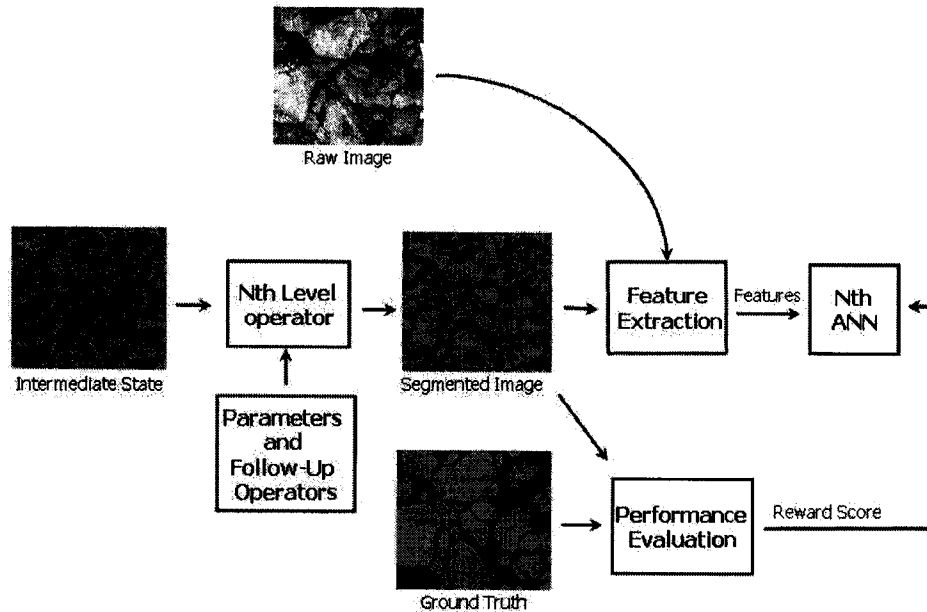 Raw Image
Intermediate State
Nth Level
operator
Parameters
and
Follow-Up
Operators
Segmented Image
Feature
Extraction
Features
Nth
ANN
Ground Truth
Performance
Evaluation
Reward Score